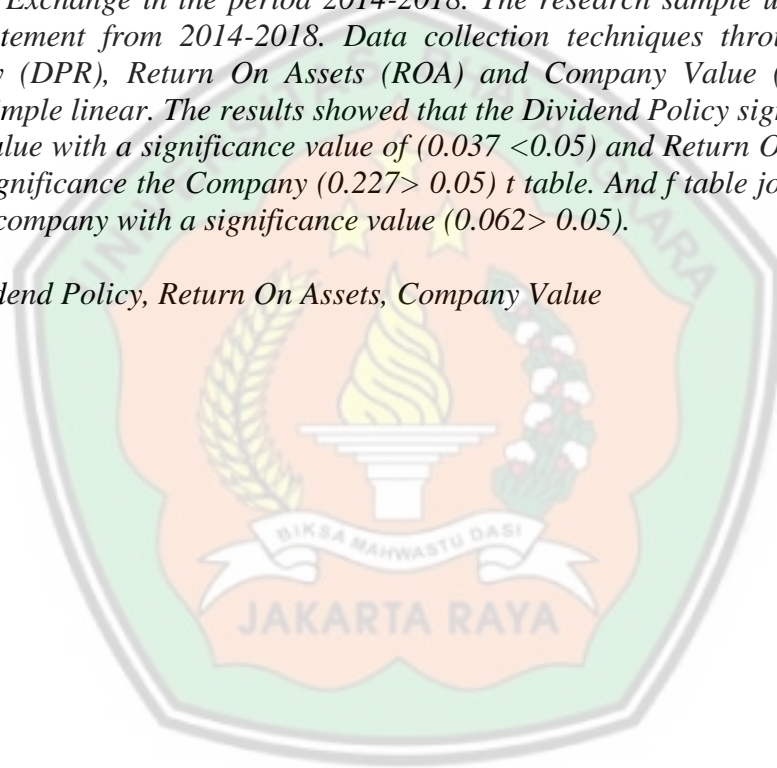 Exchange in the period 2014-2018. The research sample u
tement from 2014-2018. Data collection techniques thro
y (DPR), Return On Assets (ROA) and Company Value (
mple linear. The results showed that the Dividend Policy sig
alue with a significance value of (0.037 <0.05) and Return O
gnificance the Company (0.227> 0.05) t table. And f table jo
company with a significance value (0.062> 0.05).
dend Policy, Return On Assets, Company Value
BIKSA MAHWASTU DASI
JAKARTA RAYA